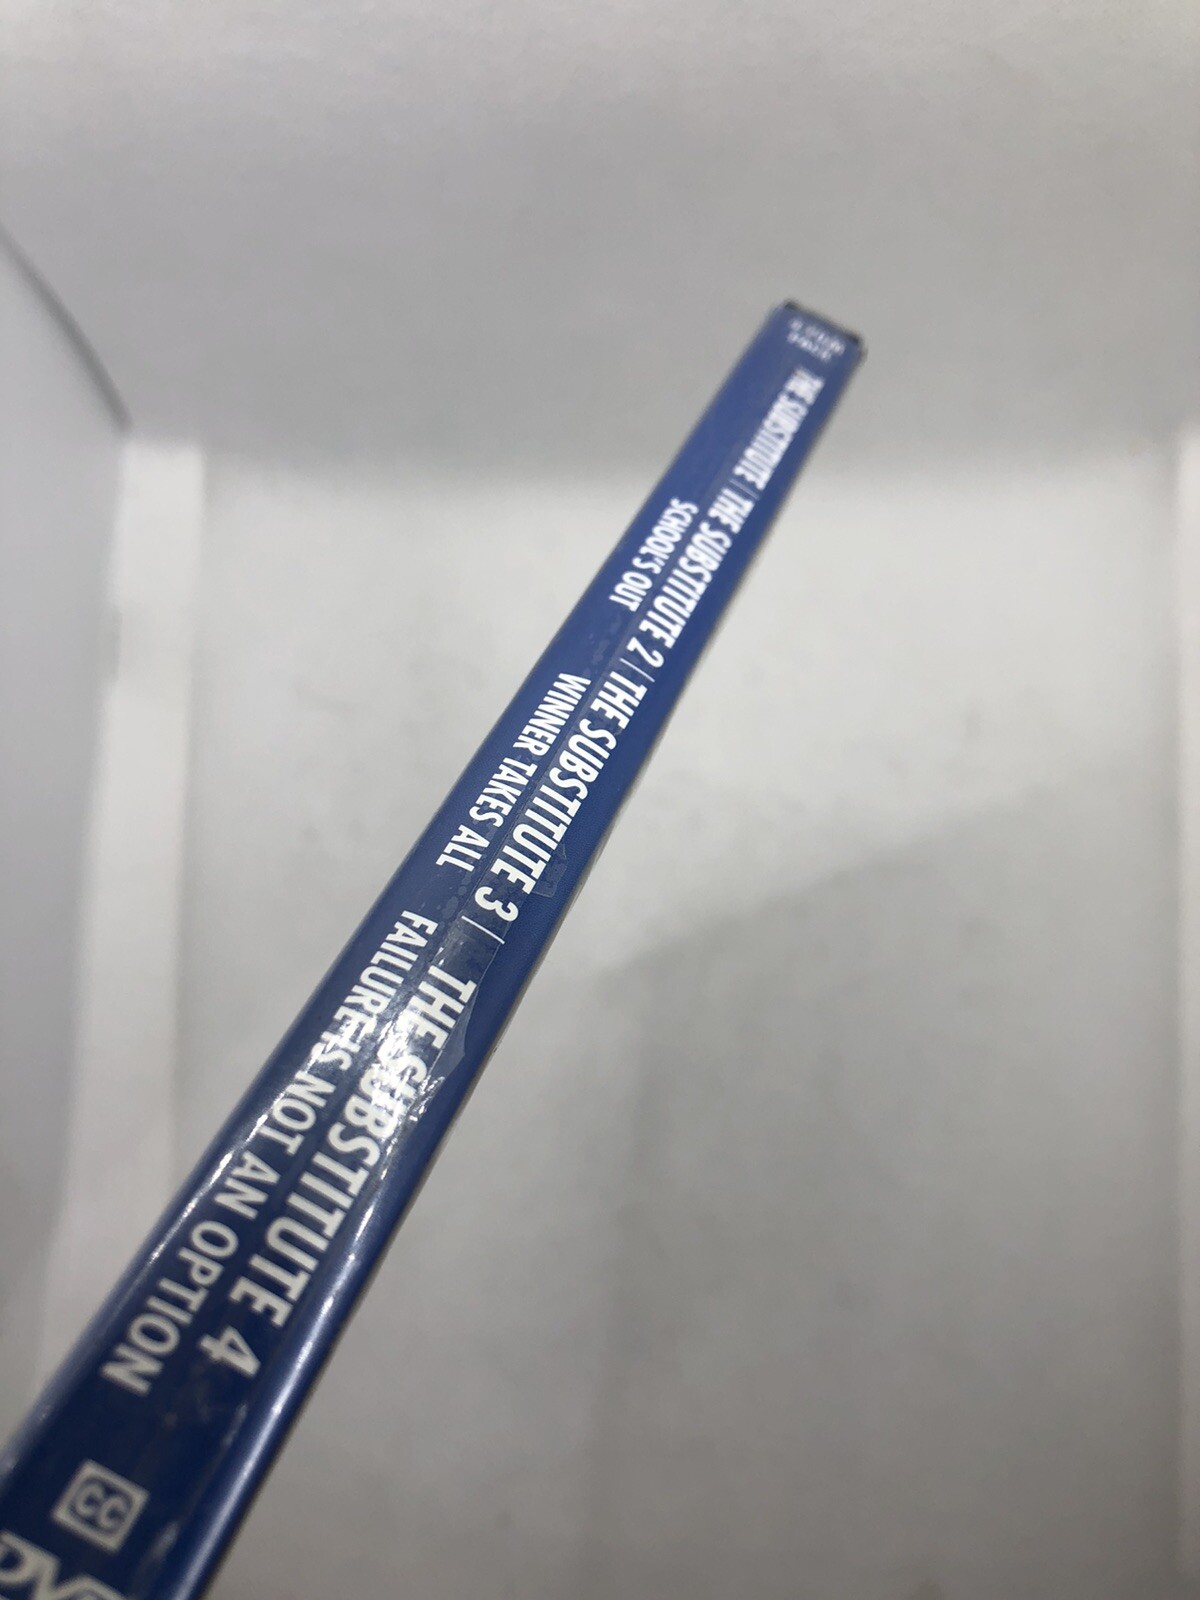 THE SUBSTITUTE | THE SUBSTITUTE 2 | THE SUBSTITUTE 3 | THE SUBSTITUTE 4
SCHOOL'S OUT
WINNER TAKES ALL
FAILURE IS NOT AN OPTION
CC